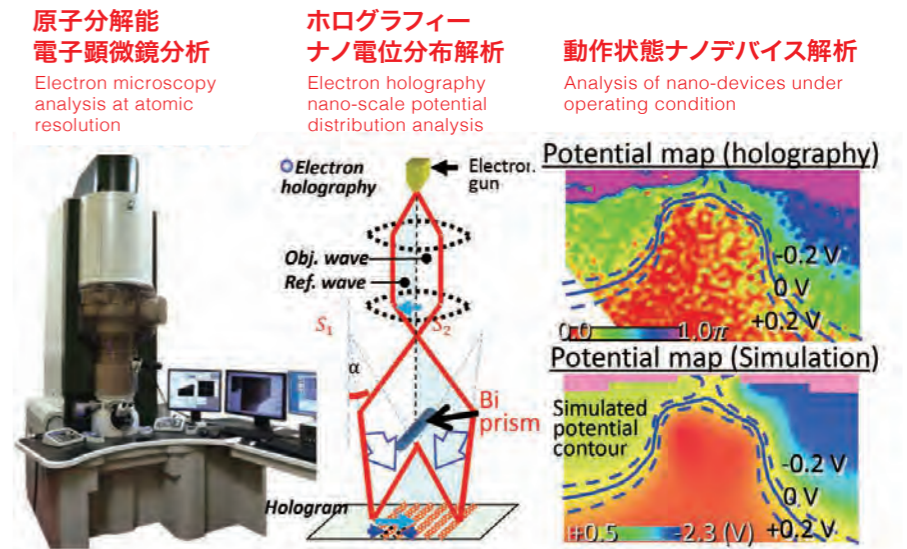 原子分解能
電子顕微鏡分析
Electron microscopy
analysis at atomic
resolution
ホログラフィー
ナノ電位分布解析
Electron holography
nano-scale potential
distribution analysis
動作状態ナノデバイス解析
Analysis of nano-devices under
operating condition
Electron
holography
Electron
gun
Obj. wave
Ref. wave
S1
S2
α
Bi
prism
Hologram
Potential map (holography)
-0.2 V
0 V
+0.2 V
0.0
1.0π
Potential map (Simulation)
Simulated
potential
contour
-0.2 V
0 V
+0.2 V
+0.5
-2.3 (V)